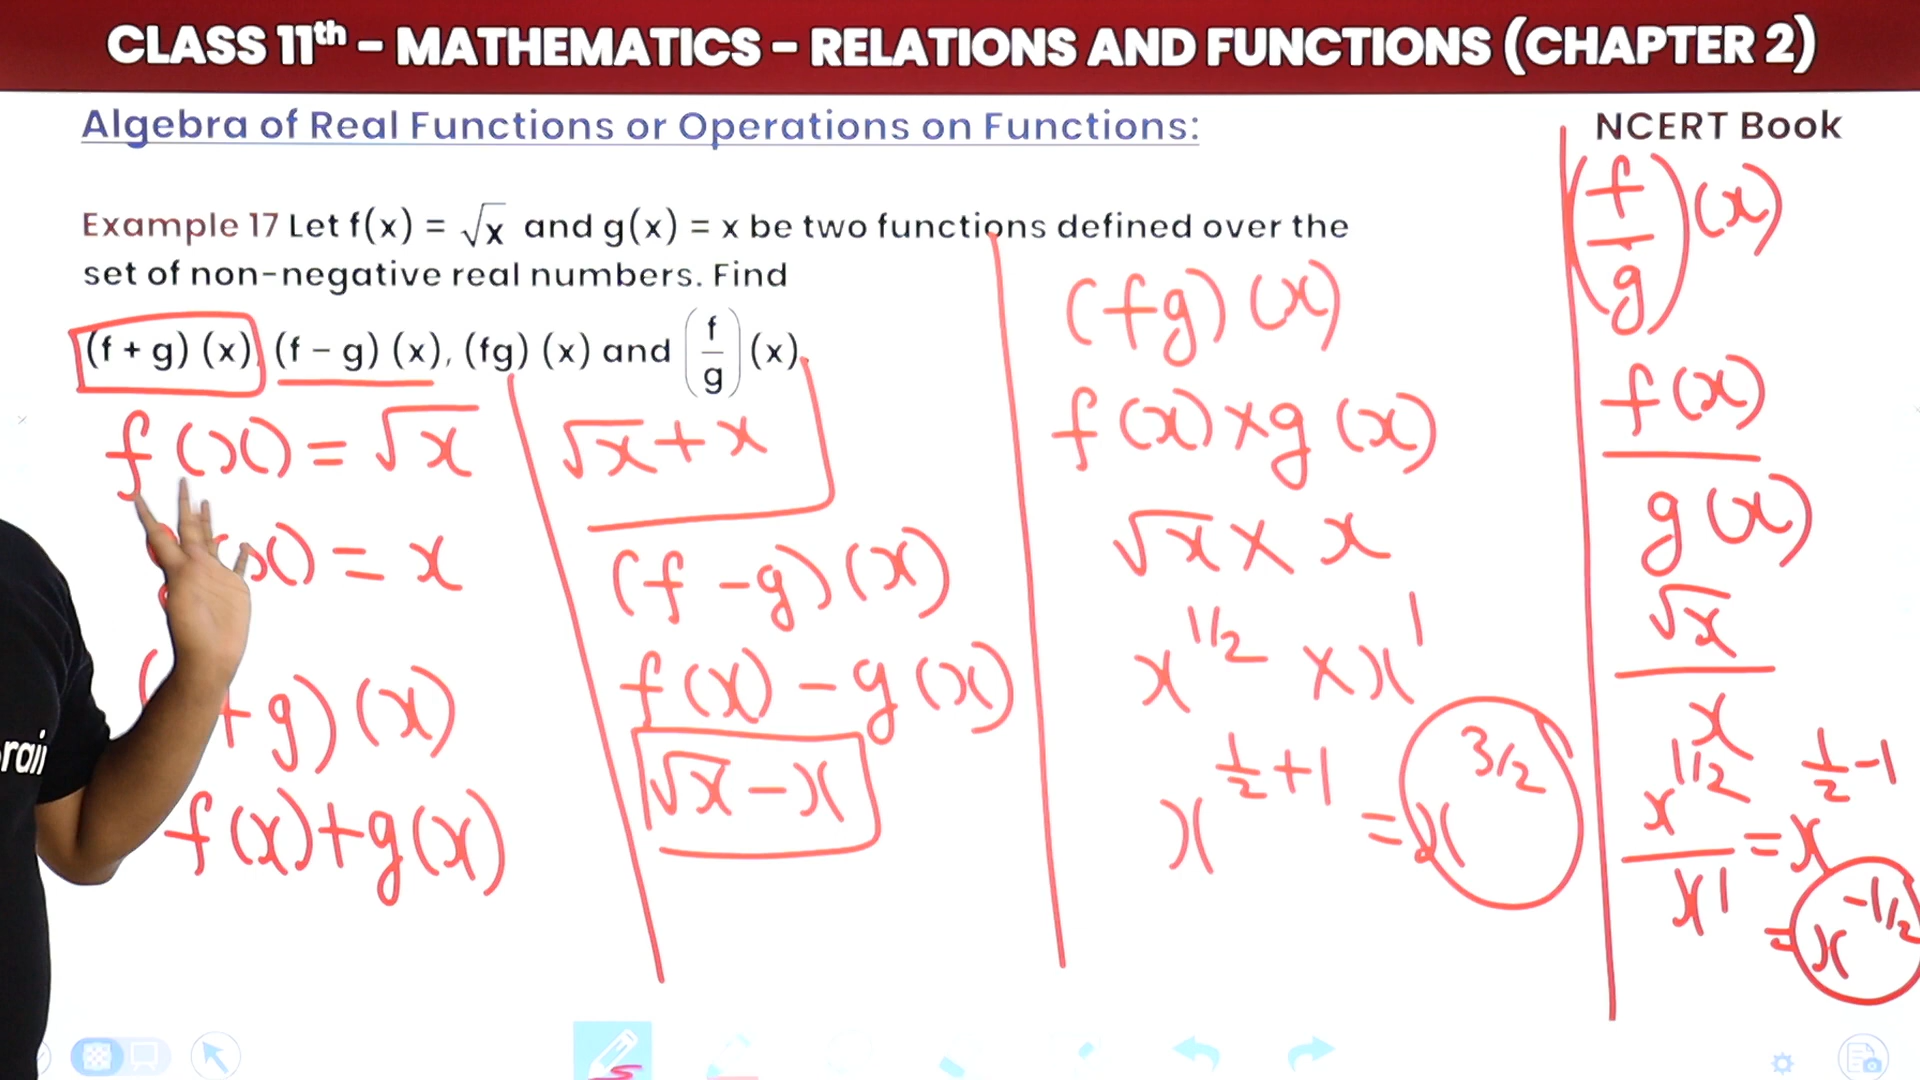 CLASS 11th – MATHEMATICS – RELATIONS AND FUNCTIONS (CHAPTER 2)
Algebra of Real Functions or Operations on Functions:
NCERT Book
Example 17 Let f(x) = √x and g(x) = x be two functions defined over the
set of non-negative real numbers. Find
(f + g) (x), (f – g) (x), (fg) (x) and (f/g) (x).
f(x) = √x
(x) = x
+ g) (x)
f(x)+g(x)
√x + x
(f – g) (x)
f(x) – g(x)
√x – x
(fg) (x)
f(x) × g(x)
√x × x
x^1/2 × x^1
x^1/2+1 = x^3/2
(f/g) (x)
f(x)/g(x)
√x/x
x^1/2/x^1 = x^1/2–1
= x^–1/2